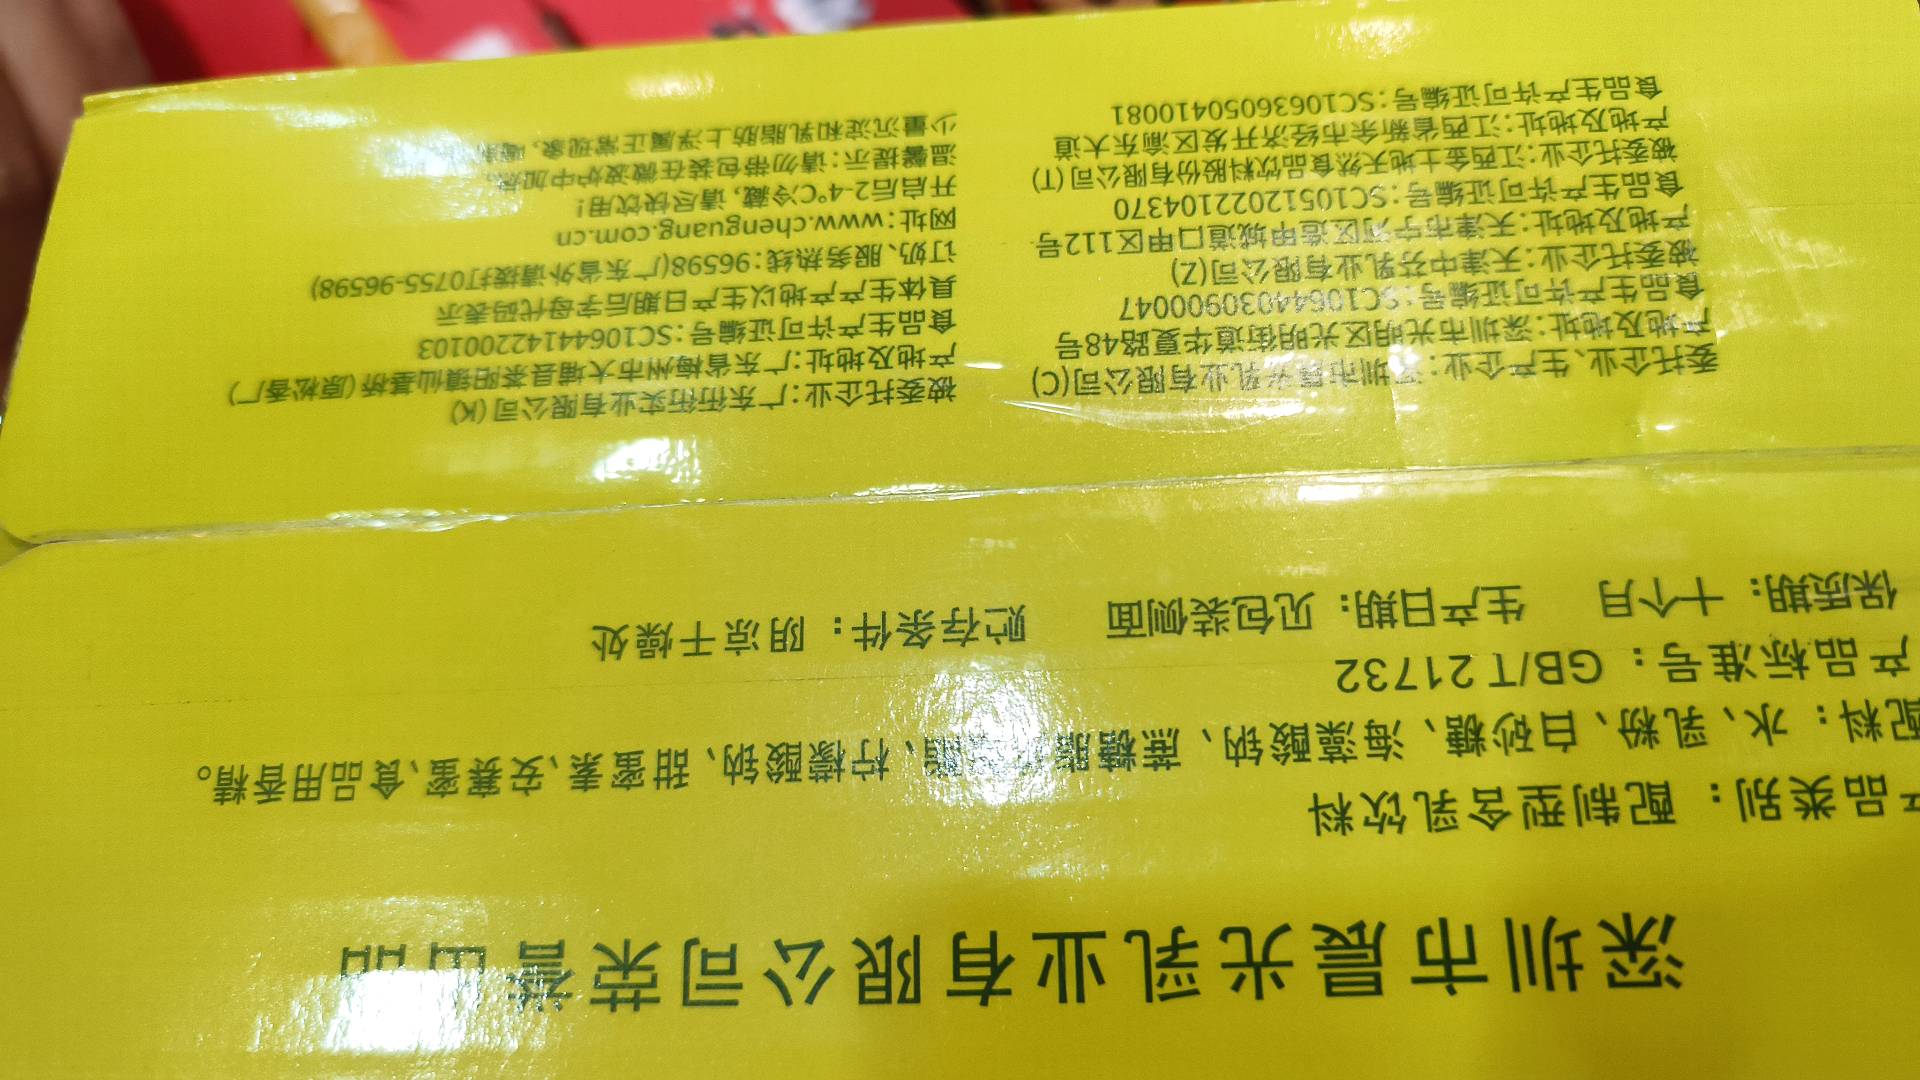 深圳市晨光乳业有限公司荣誉出品
产品类别：配制型含乳饮料
配料：水、乳粉、白砂糖、海藻酸钠、蔗糖脂 、柠檬酸钠、甜蜜素、安赛蜜、食品用香精。
产品标准号：GB/T 21732
保质期：十个月 生产日期：见包装侧面 贮存条件：阴凉干燥处
委托企业、生产企业：深圳市晨光乳业有限公司(C)
产地及地址：深圳市光明区光明街道华夏路48号
食品生产许可证编号：SC10644030900047
被委托企业：天津中芬乳业有限公司(Z)
产地及地址：天津市宁河区造甲城道口甲区112号
食品生产许可证编号：SC10512022104370
被委托企业：江西金土地天然食品饮料股份有限公司(T)
产地及地址：江西省新余市经济开发区渝东大道
食品生产许可证编号：SC10636050410081
被委托企业：广东衍衍实业有限公司(K)
产地及地址：广东省梅州市大埔县茶阳镇仙基桥(原松香厂)
食品生产许可证编号：SC10644142200103
具体生产产地以生产日期后字母代码表示
订奶、服务热线：96598(广东省外请拨打0755-96598)
网址：www.chenguang.com.cn
开启后2-4℃冷藏，请尽快饮用！
温馨提示：请勿带包装在微波炉中加热，
少量沉淀和乳脂肪上浮属正常现象，